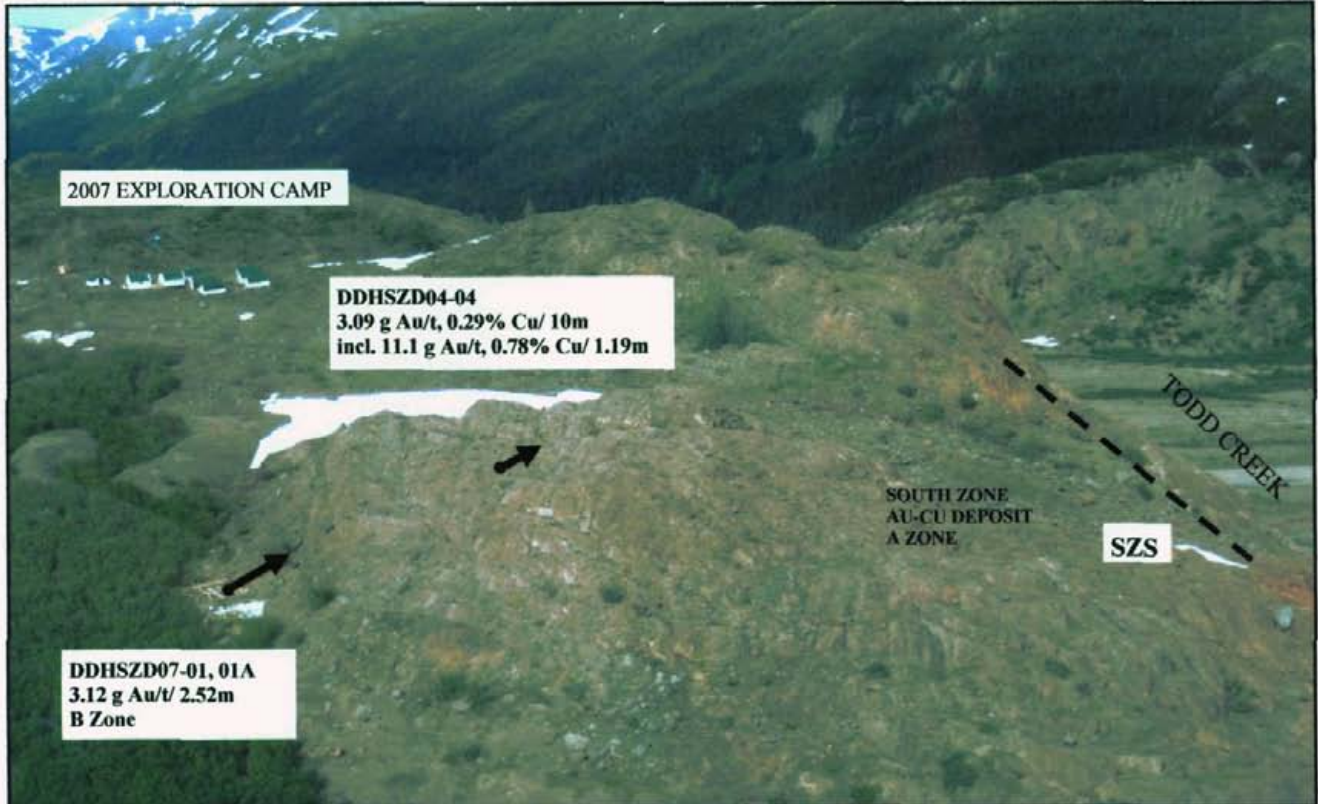 2007 EXPLORATION CAMP
DDHSZD04-04
3.09 g Au/t, 0.29% Cu/ 10m
incl. 11.1 g Au/t, 0.78% Cu/ 1.19m
TODD CREEK
SOUTH ZONE
AU-CU DEPOSIT
A ZONE
SZS
DDHSZD07-01, 01A
3.12 g Au/t/ 2.52m
B Zone